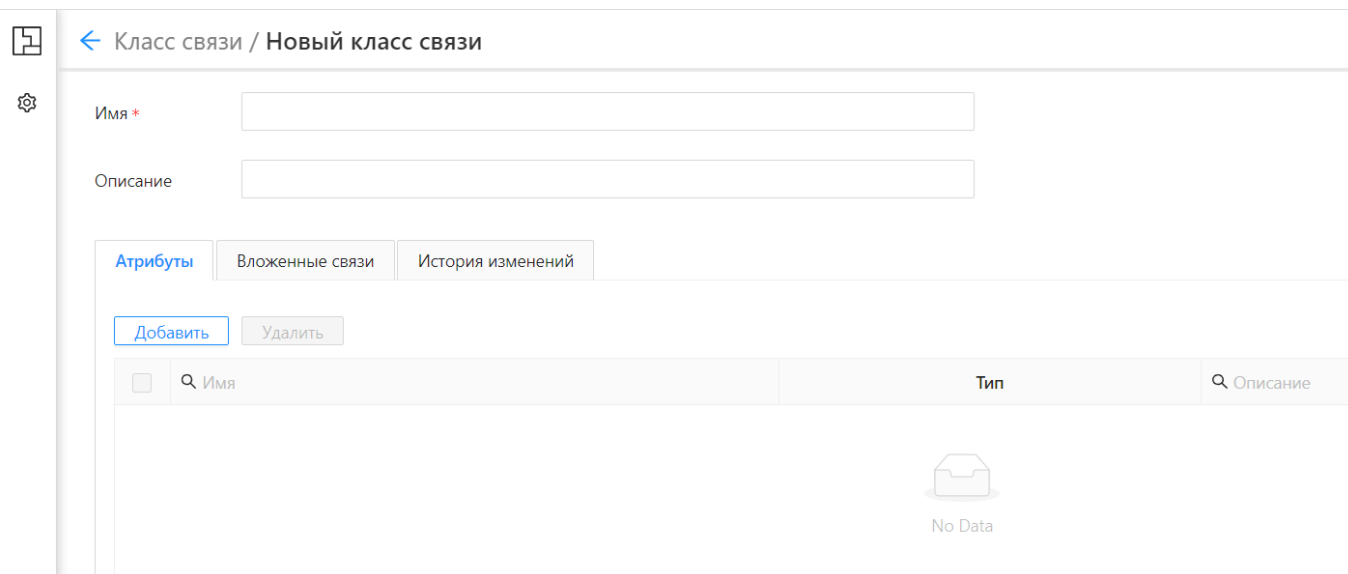 Класс связи / Новый класс связи
Имя *
Описание
Атрибуты Вложенные связи История изменений
Добавить Удалить
Имя Тип Описание
No Data